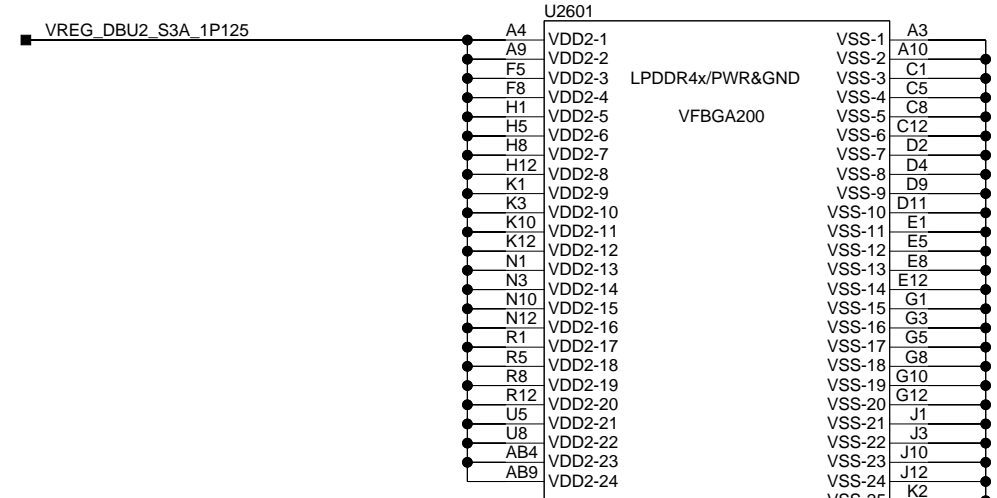 U2601
VREG_DBU2_S3A_1P125
LPDDR4x/PWR&GND
VFBGA200
A4 VDD2-1 VSS-1 A3
A9 VDD2-2 VSS-2 A10
F5 VDD2-3 VSS-3 C1
F8 VDD2-4 VSS-4 C5
H1 VDD2-5 VSS-5 C8
H5 VDD2-6 VSS-6 C12
H8 VDD2-7 VSS-7 D2
H12 VDD2-8 VSS-8 D4
K1 VDD2-9 VSS-9 D9
K3 VDD2-10 VSS-10 D11
K10 VDD2-11 VSS-11 E1
K12 VDD2-12 VSS-12 E5
N1 VDD2-13 VSS-13 E8
N3 VDD2-14 VSS-14 E12
N10 VDD2-15 VSS-15 G1
N12 VDD2-16 VSS-16 G3
R1 VDD2-17 VSS-17 G5
R5 VDD2-18 VSS-18 G8
R8 VDD2-19 VSS-19 G10
R12 VDD2-20 VSS-20 G12
U5 VDD2-21 VSS-21 J1
U8 VDD2-22 VSS-22 J3
AB4 VDD2-23 VSS-23 J10
AB9 VDD2-24 VSS-24 J12
VSS-25 K2